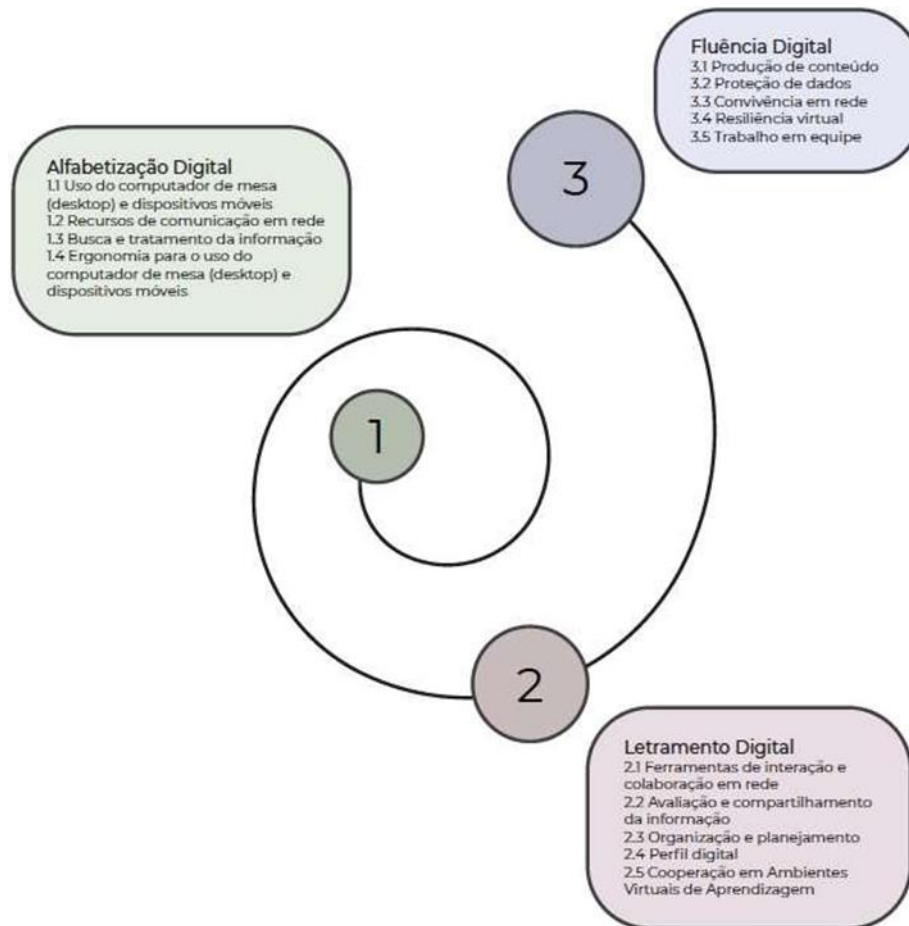 Alfabetização Digital
1.1 Uso do computador de mesa
(desktop) e dispositivos móveis
1.2 Recursos de comunicação em rede
1.3 Busca e tratamento da informação
1.4 Ergonomia para o uso do
computador de mesa (desktop) e
dispositivos móveis
1
2
Letramento Digital
2.1 Ferramentas de interação e
colaboração em rede
2.2 Avaliação e compartilhamento
da informação
2.3 Organização e planejamento
2.4 Perfil digital
2.5 Cooperação em Ambientes
Virtuais de Aprendizagem
3
Fluência Digital
3.1 Produção de conteúdo
3.2 Proteção de dados
3.3 Convivência em rede
3.4 Resiliência virtual
3.5 Trabalho em equipe